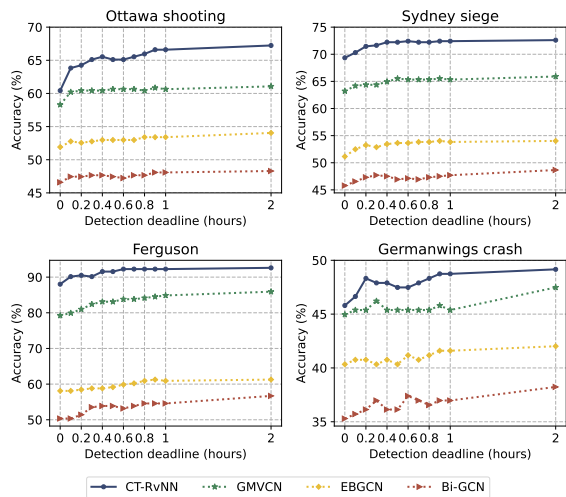 Ottawa shooting
Accuracy (%)
70
65
60
55
50
45
0 0.2 0.4 0.6 0.8 1 2
Detection deadline (hours)
Sydney siege
Accuracy (%)
75
70
65
60
55
50
45
0 0.2 0.4 0.6 0.8 1 2
Detection deadline (hours)
Ferguson
Accuracy (%)
90
80
70
60
50
0 0.2 0.4 0.6 0.8 1 2
Detection deadline (hours)
Germanwings crash
Accuracy (%)
50
45
40
35
0 0.2 0.4 0.6 0.8 1 2
Detection deadline (hours)
CT-RvNN GMVCN EBGCN Bi-GCN